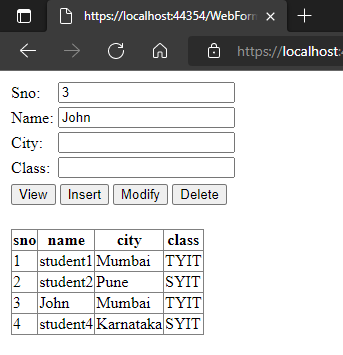 https://localhost:44354/WebForm
https://localhost:
Sno: 3
Name: John
City:
Class:
View Insert Modify Delete
sno name city class
1 student1 Mumbai TYIT
2 student2 Pune SYIT
3 John Mumbai TYIT
4 student4 Karnataka SYIT